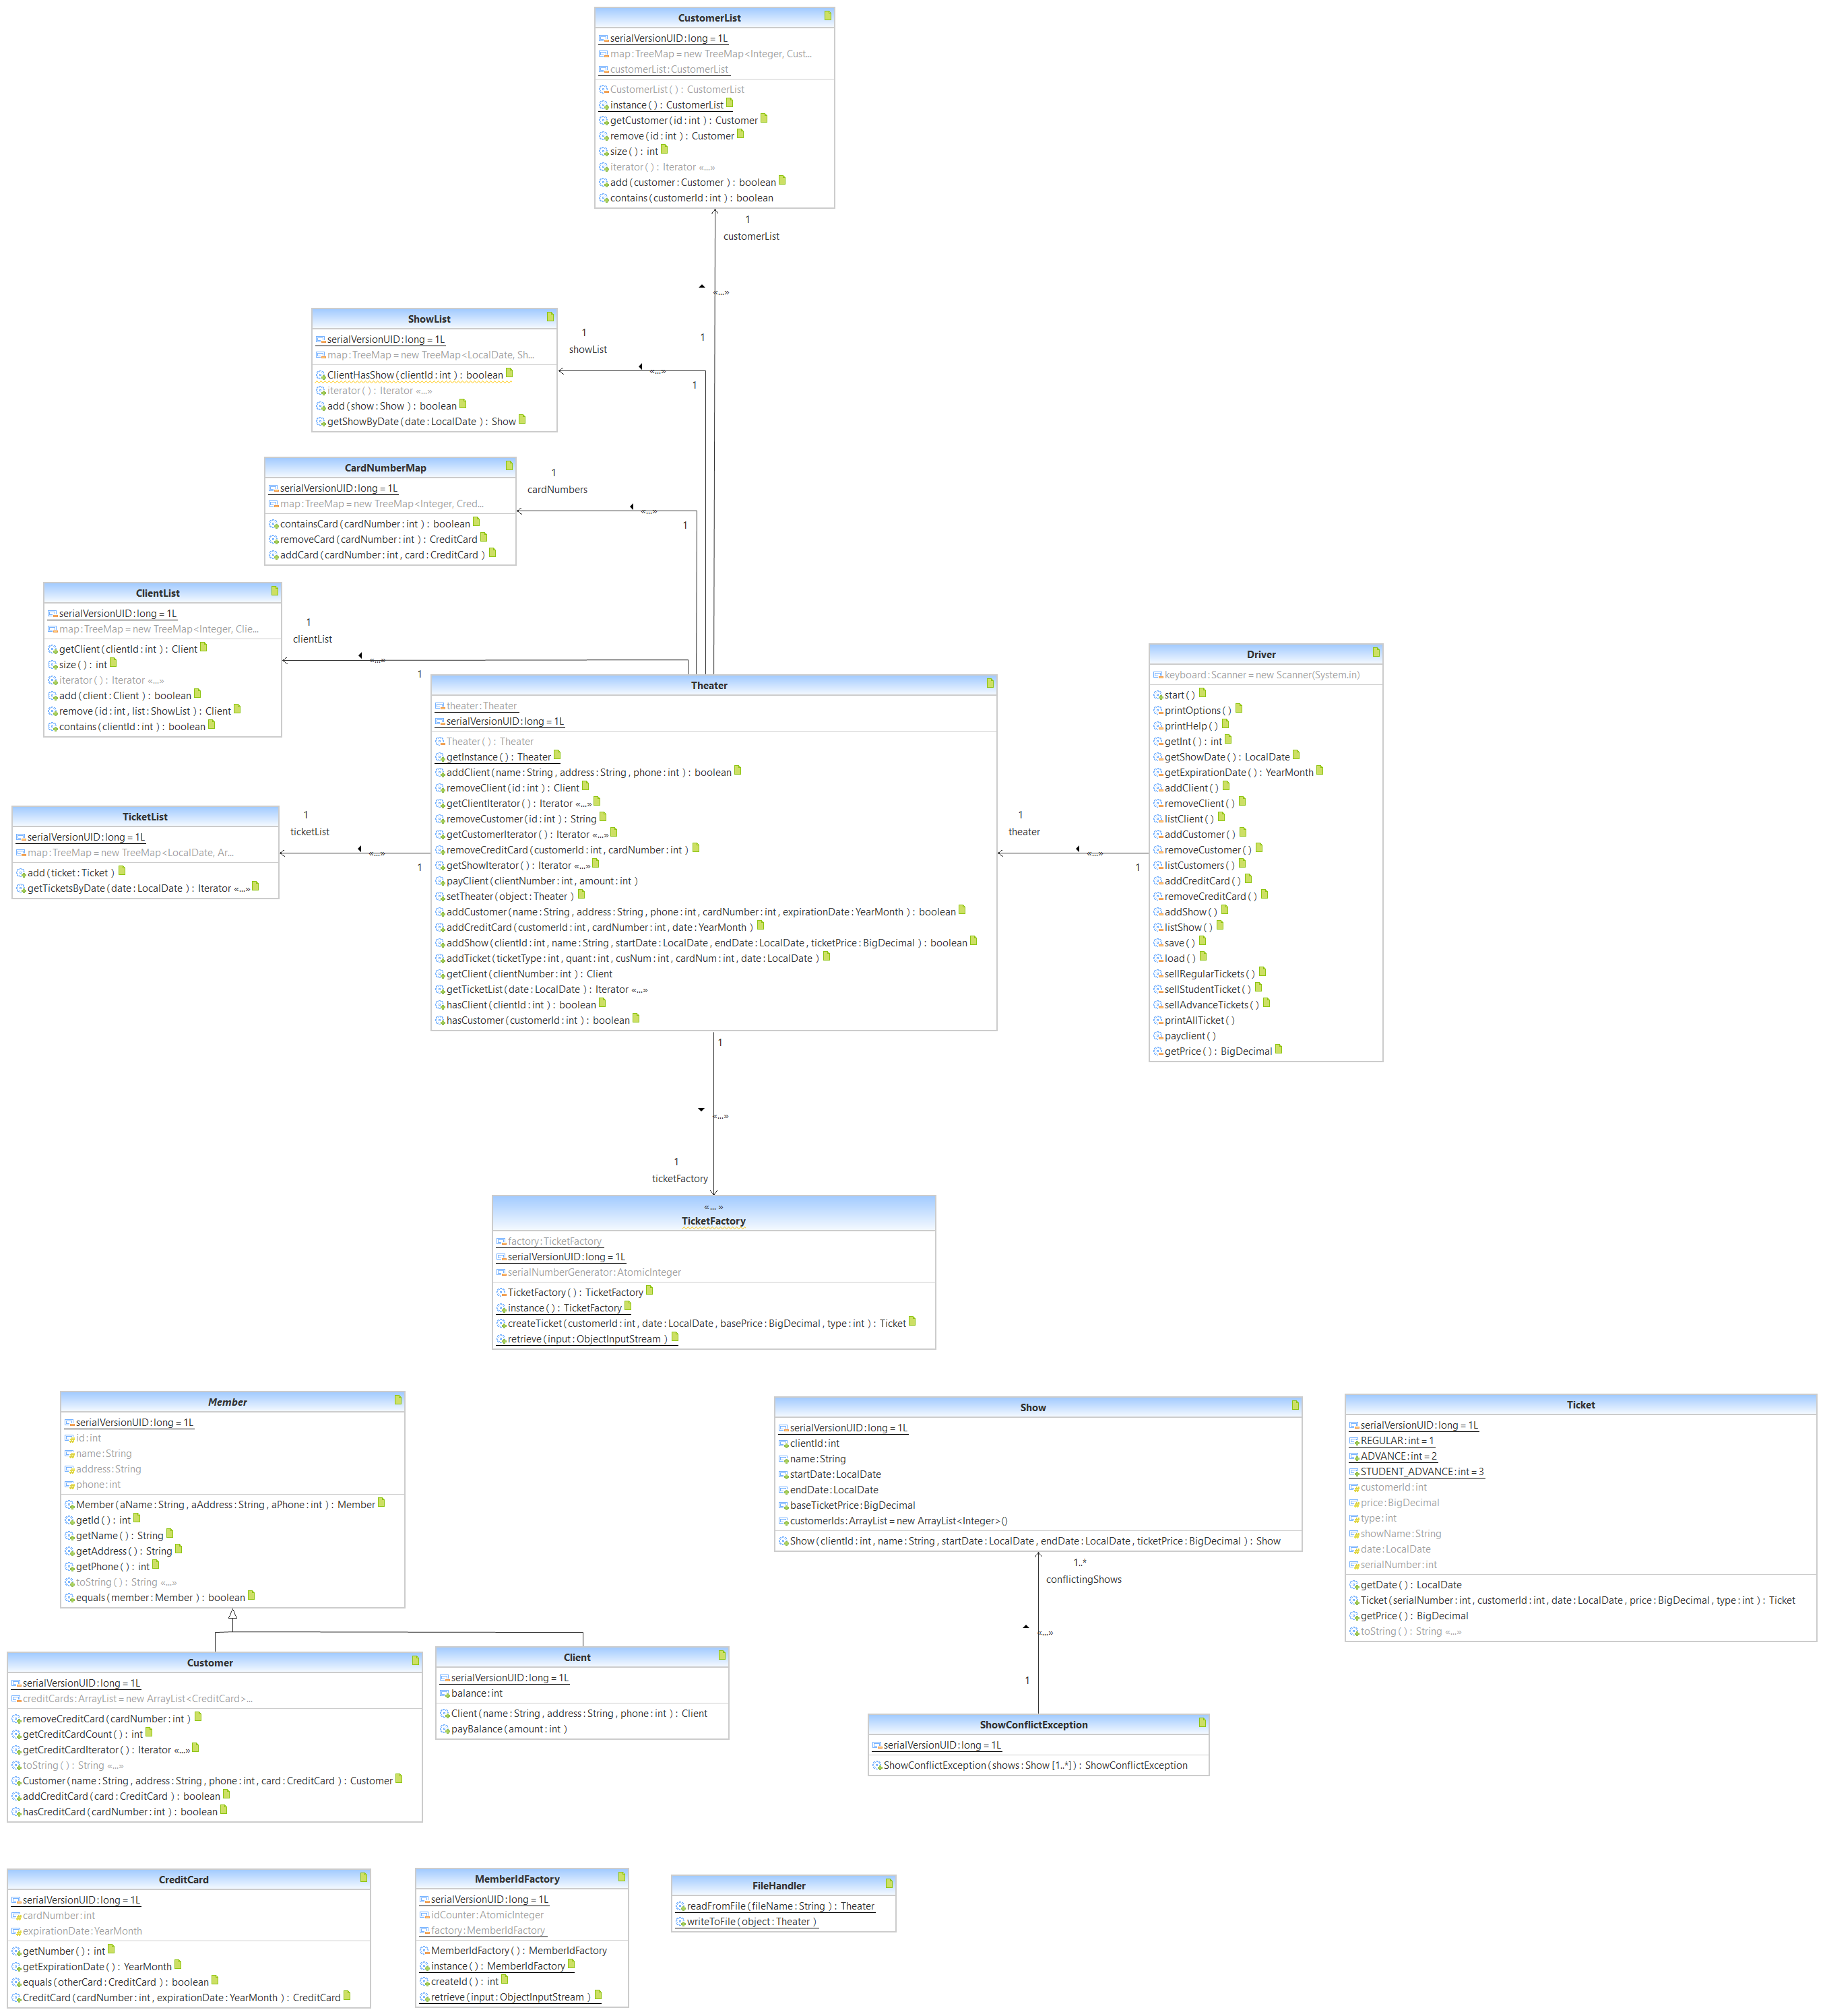 CustomerList
serialVersionUID:long = 1L
map:TreeMap = new TreeMap<Integer, Cust...
customerList:CustomerList
CustomerList ( ) : CustomerList
instance ( ) : CustomerList
getCustomer ( id : int ) : Customer
remove ( id : int ) : Customer
size ( ) : int
iterator ( ) : Iterator «...»
add ( customer : Customer ) : boolean
contains ( customerId : int ) : boolean
1
customerList
«...»
1
ShowList
serialVersionUID:long = 1L
map:TreeMap = new TreeMap<LocalDate, Sh...
ClientHasShow ( clientId : int ) : boolean
iterator ( ) : Iterator «...»
add ( show : Show ) : boolean
getShowByDate ( date : LocalDate ) : Show
1
showList
«...»
1
CardNumberMap
serialVersionUID:long = 1L
map:TreeMap = new TreeMap<Integer, Cred...
containsCard ( cardNumber : int ) : boolean
removeCard ( cardNumber : int ) : CreditCard
addCard ( cardNumber : int , card : CreditCard )
1
cardNumbers
«...»
1
ClientList
serialVersionUID:long = 1L
map:TreeMap = new TreeMap<Integer, Clie...
getClient ( clientId : int ) : Client
size ( ) : int
iterator ( ) : Iterator «...»
add ( client : Client ) : boolean
remove ( id : int , list : ShowList ) : Client
contains ( clientId : int ) : boolean
1
clientList
«...»
1
TicketList
serialVersionUID:long = 1L
map:TreeMap = new TreeMap<LocalDate, Ar...
add ( ticket : Ticket )
getTicketsByDate ( date : LocalDate ) : Iterator «...»
1
ticketList
«...»
1
Theater
theater:Theater
serialVersionUID:long = 1L
Theater ( ) : Theater
getInstance ( ) : Theater
addClient ( name : String , address : String , phone : int ) : boolean
removeClient ( id : int ) : Client
getClientIterator ( ) : Iterator «...»
removeCustomer ( id : int ) : String
getCustomerIterator ( ) : Iterator «...»
removeCreditCard ( customerId : int , cardNumber : int )
getShowIterator ( ) : Iterator «...»
payClient ( clientNumber : int , amount : int )
setTheater ( object : Theater )
addCustomer ( name : String , address : String , phone : int , cardNumber : int , expirationDate : YearMonth ) : boolean
addCreditCard ( customerId : int , cardNumber : int , date : YearMonth )
addShow ( clientId : int , name : String , startDate : LocalDate , endDate : LocalDate , ticketPrice : BigDecimal ) : boolean
addTicket ( ticketType : int , quant : int , cusNum : int , cardNum : int , date : LocalDate )
getClient ( clientNumber : int ) : Client
getTicketList ( date : LocalDate ) : Iterator «...»
hasClient ( clientId : int ) : boolean
hasCustomer ( customerId : int ) : boolean
1
theater
«...»
1
Driver
keyboard:Scanner = new Scanner(System.in)
start ( )
printOptions ( )
printHelp ( )
getInt ( ) : int
getShowDate ( ) : LocalDate
getExpirationDate ( ) : YearMonth
addClient ( )
removeClient ( )
listClient ( )
addCustomer ( )
removeCustomer ( )
listCustomers ( )
addCreditCard ( )
removeCreditCard ( )
addShow ( )
listShow ( )
save ( )
load ( )
sellRegularTickets ( )
sellStudentTicket ( )
sellAdvanceTickets ( )
printAllTicket ( )
payclient ( )
getPrice ( ) : BigDecimal
1
«...»
1
ticketFactory
«... »
TicketFactory
factory:TicketFactory
serialVersionUID:long = 1L
serialNumberGenerator:AtomicInteger
TicketFactory ( ) : TicketFactory
instance ( ) : TicketFactory
createTicket ( customerId : int , date : LocalDate , basePrice : BigDecimal , type : int ) : Ticket
retrieve ( input : ObjectInputStream )
Member
serialVersionUID:long = 1L
id:int
name:String
address:String
phone:int
Member ( aName : String , aAddress : String , aPhone : int ) : Member
getId ( ) : int
getName ( ) : String
getAddress ( ) : String
getPhone ( ) : int
toString ( ) : String «...»
equals ( member : Member ) : boolean
Show
serialVersionUID:long = 1L
clientId:int
name:String
startDate:LocalDate
endDate:LocalDate
baseTicketPrice:BigDecimal
customerIds:ArrayList = new ArrayList<Integer>()
Show ( clientId : int , name : String , startDate : LocalDate , endDate : LocalDate , ticketPrice : BigDecimal ) : Show
Ticket
serialVersionUID:long = 1L
REGULAR:int = 1
ADVANCE:int = 2
STUDENT_ADVANCE:int = 3
customerId:int
price:BigDecimal
type:int
showName:String
date:LocalDate
serialNumber:int
getDate ( ) : LocalDate
Ticket ( serialNumber : int , customerId : int , date : LocalDate , price : BigDecimal , type : int ) : Ticket
getPrice ( ) : BigDecimal
toString ( ) : String «...»
1..*
conflictingShows
«...»
1
Customer
serialVersionUID:long = 1L
creditCards:ArrayList = new ArrayList<CreditCard>...
removeCreditCard ( cardNumber : int )
getCreditCardCount ( ) : int
getCreditCardIterator ( ) : Iterator «...»
toString ( ) : String «...»
Customer ( name : String , address : String , phone : int , card : CreditCard ) : Customer
addCreditCard ( card : CreditCard ) : boolean
hasCreditCard ( cardNumber : int ) : boolean
Client
serialVersionUID:long = 1L
balance:int
Client ( name : String , address : String , phone : int ) : Client
payBalance ( amount : int )
ShowConflictException
serialVersionUID:long = 1L
ShowConflictException ( shows : Show [1..*] ) : ShowConflictException
CreditCard
serialVersionUID:long = 1L
cardNumber:int
expirationDate:YearMonth
getNumber ( ) : int
getExpirationDate ( ) : YearMonth
equals ( otherCard : CreditCard ) : boolean
CreditCard ( cardNumber : int , expirationDate : YearMonth ) : CreditCard
MemberIdFactory
serialVersionUID:long = 1L
idCounter:AtomicInteger
factory:MemberIdFactory
MemberIdFactory ( ) : MemberIdFactory
instance ( ) : MemberIdFactory
createId ( ) : int
retrieve ( input : ObjectInputStream )
FileHandler
readFromFile ( fileName : String ) : Theater
writeToFile ( object : Theater )